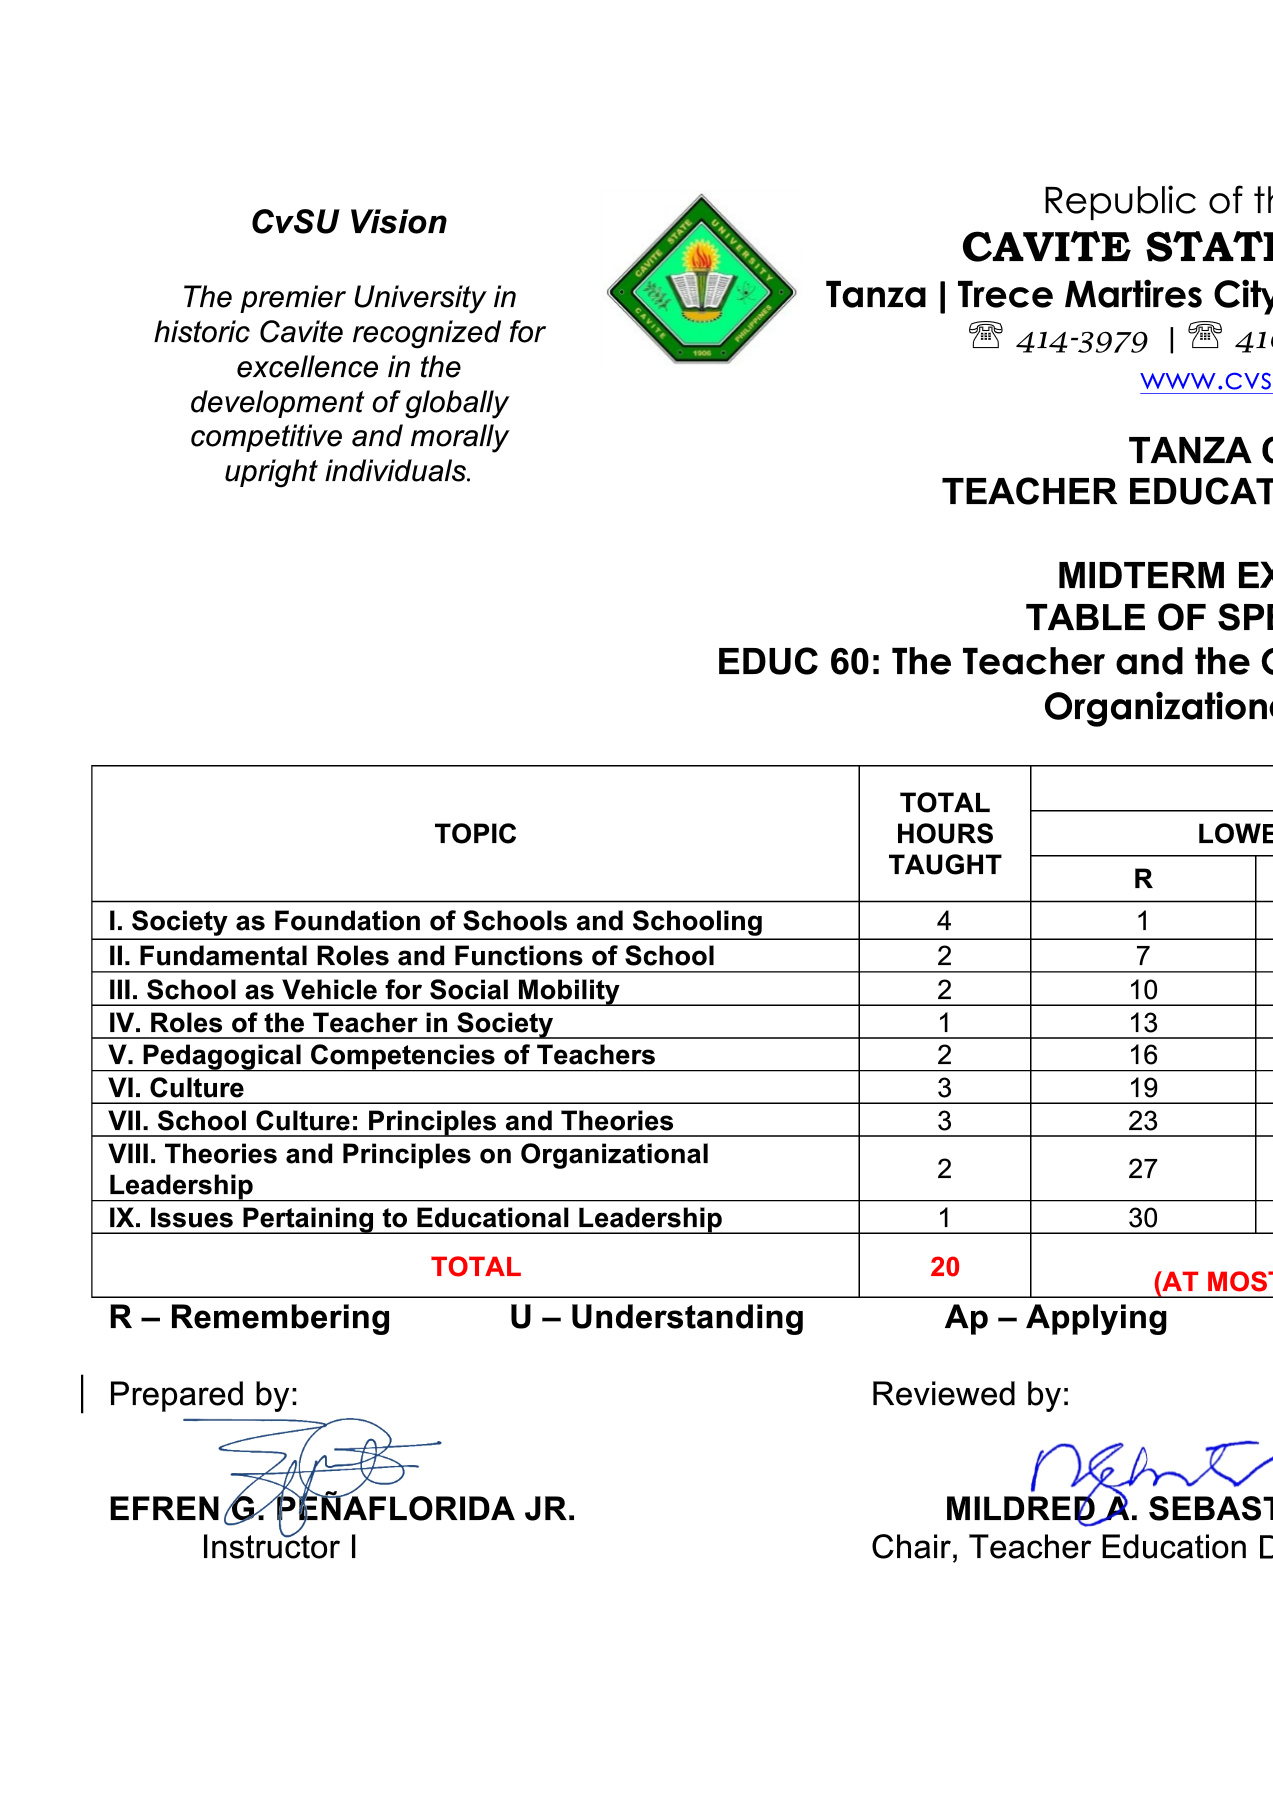 CvSU Vision
The premier University in
historic Cavite recognized for
excellence in the
development of globally
competitive and morally
upright individuals.
CAVITE STATE UNIVERSITY
CAVITE PHILIPPINES
1906
Republic of th
CAVITE STATE
Tanza | Trece Martires City
☏ 414-3979 | ☏ 41
www.cvs
TANZA C
TEACHER EDUCAT
MIDTERM EX
TABLE OF SPE
EDUC 60: The Teacher and the C
Organizationa
TOPIC
TOTAL
HOURS
TAUGHT
LOWE
R
I. Society as Foundation of Schools and Schooling 4 1
II. Fundamental Roles and Functions of School 2 7
III. School as Vehicle for Social Mobility 2 10
IV. Roles of the Teacher in Society 1 13
V. Pedagogical Competencies of Teachers 2 16
VI. Culture 3 19
VII. School Culture: Principles and Theories 3 23
VIII. Theories and Principles on Organizational
Leadership 2 27
IX. Issues Pertaining to Educational Leadership 1 30
TOTAL 20
(AT MOST
R – Remembering U – Understanding Ap – Applying
Prepared by: Reviewed by:
EFREN G. PEÑAFLORIDA JR. MILDRED A. SEBAST
Instructor I Chair, Teacher Education D